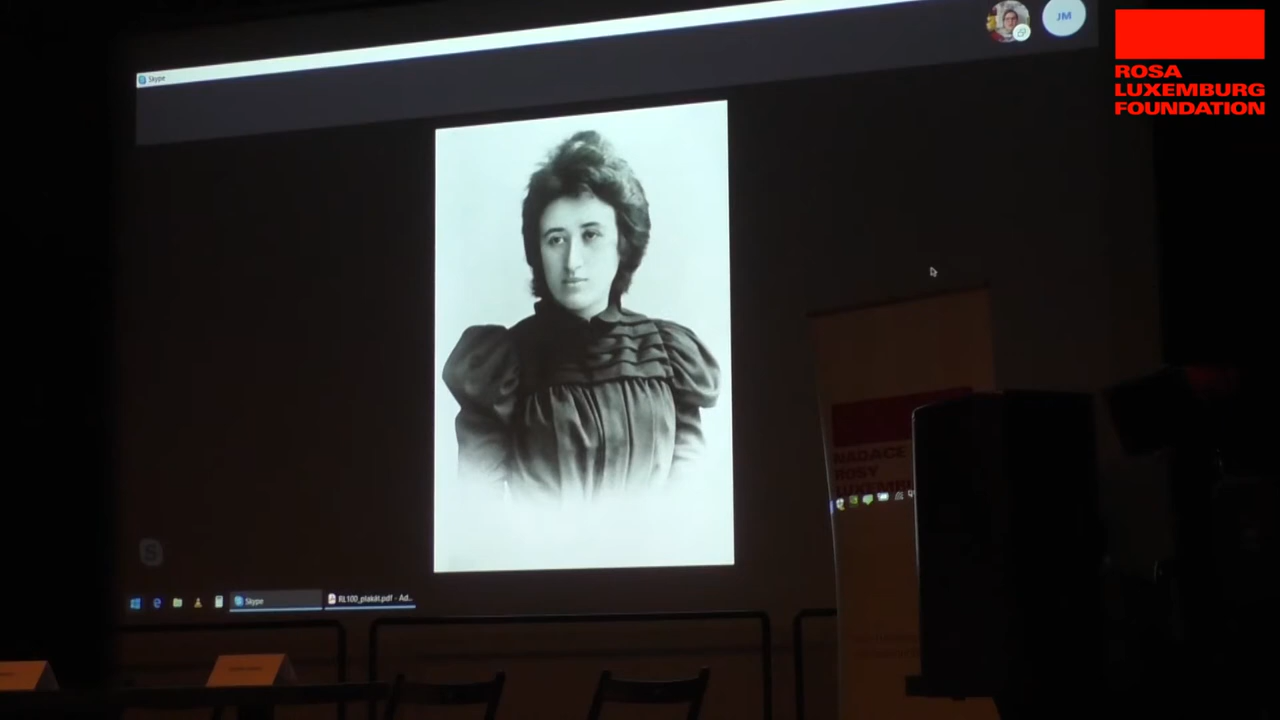 Skype
JM
ROSA
LUXEMBURG
FOUNDATION
NADACE
ROSY
Skype
RL100_plakát.pdf - Ad...